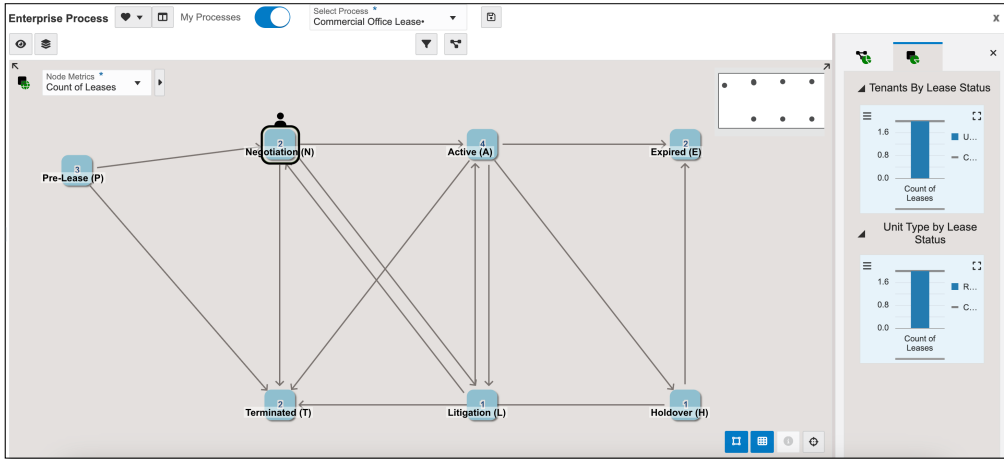 Enterprise Process
My Processes
Select Process *
Commercial Office Lease•
x
Node Metrics *
Count of Leases
×
Tenants By Lease Status
1.6
0.8
0.0
U...
C...
Count of
Leases
Unit Type by Lease
Status
1.6
0.8
0.0
R...
C...
Count of
Leases
3
Pre-Lease (P)
2
Negotiation (N)
4
Active (A)
2
Expired (E)
2
Terminated (T)
1
Litigation (L)
1
Holdover (H)